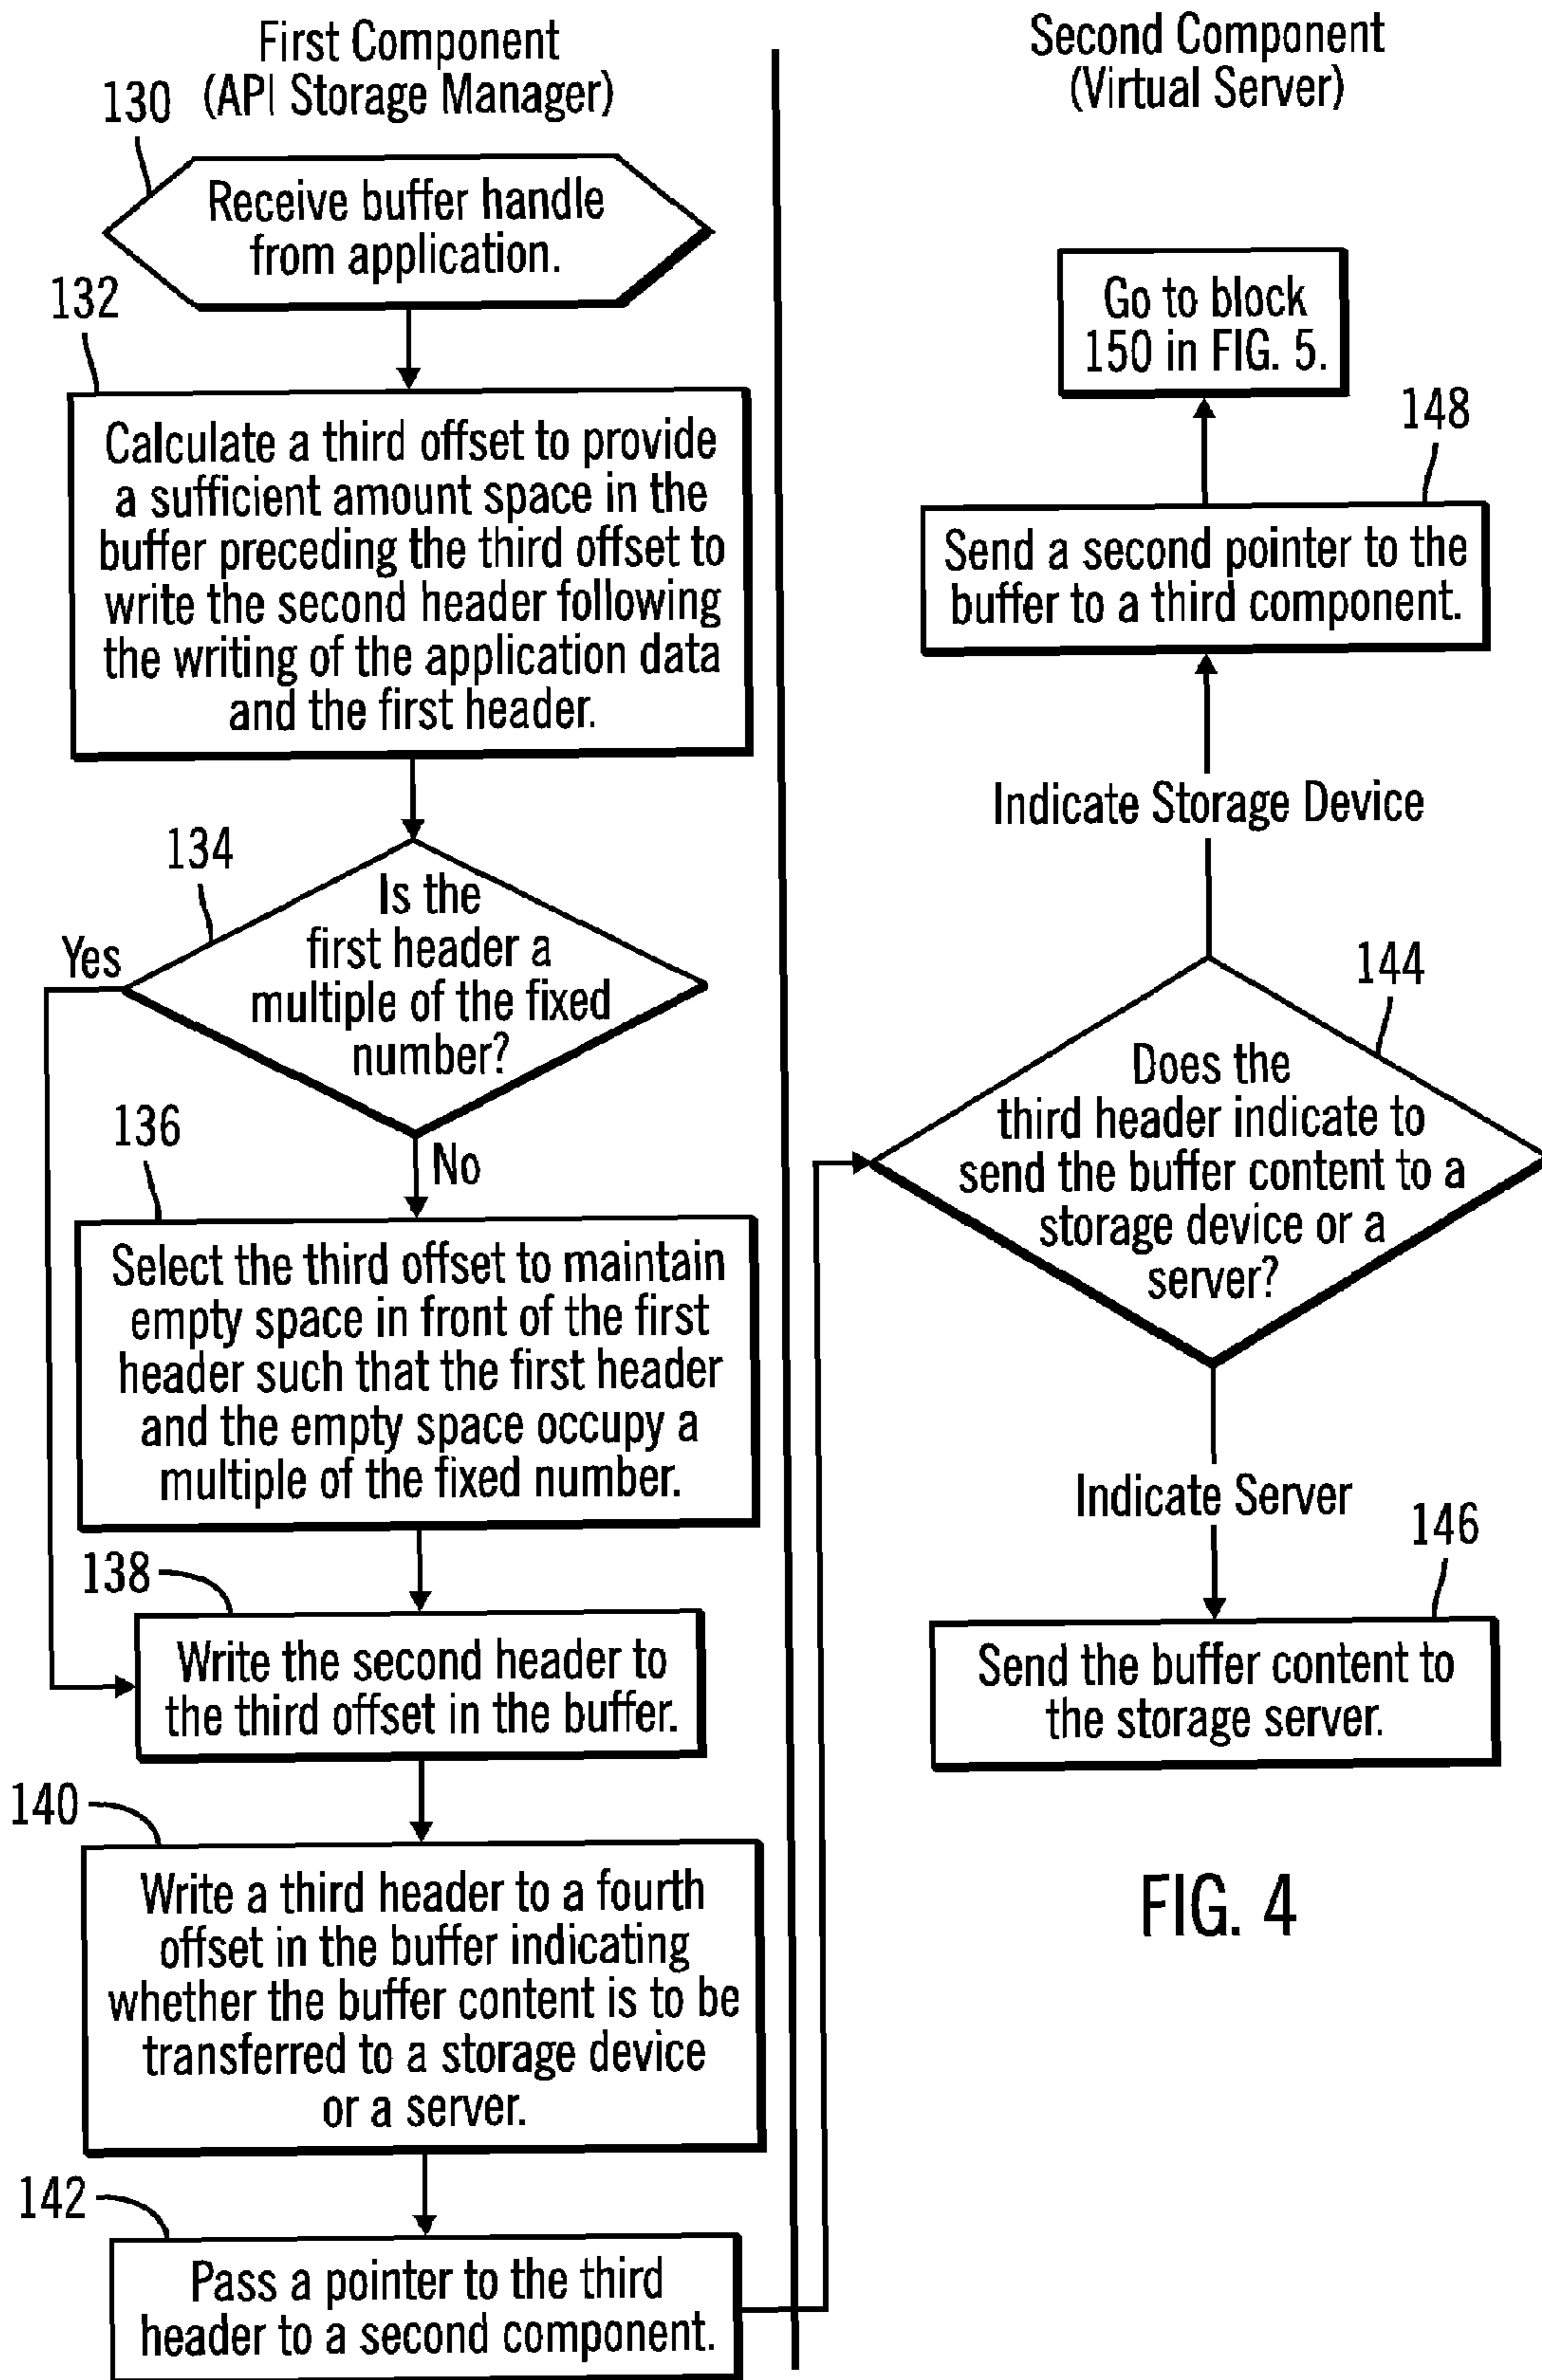 First Component
(API Storage Manager)
130
Receive buffer handle
from application.
132
Calculate a third offset to provide
a sufficient amount space in the
buffer preceding the third offset to
write the second header following
the writing of the application data
and the first header.
134
Is the
first header a
multiple of the fixed
number?
Yes
No
136
Select the third offset to maintain
empty space in front of the first
header such that the first header
and the empty space occupy a
multiple of the fixed number.
138
Write the second header to
the third offset in the buffer.
140
Write a third header to a fourth
offset in the buffer indicating
whether the buffer content is to be
transferred to a storage device
or a server.
142
Pass a pointer to the third
header to a second component.
Second Component
(Virtual Server)
Go to block
150 in FIG. 5.
148
Send a second pointer to the
buffer to a third component.
Indicate Storage Device
144
Does the
third header indicate to
send the buffer content to a
storage device or a
server?
Indicate Server
146
Send the buffer content to
the storage server.
FIG. 4